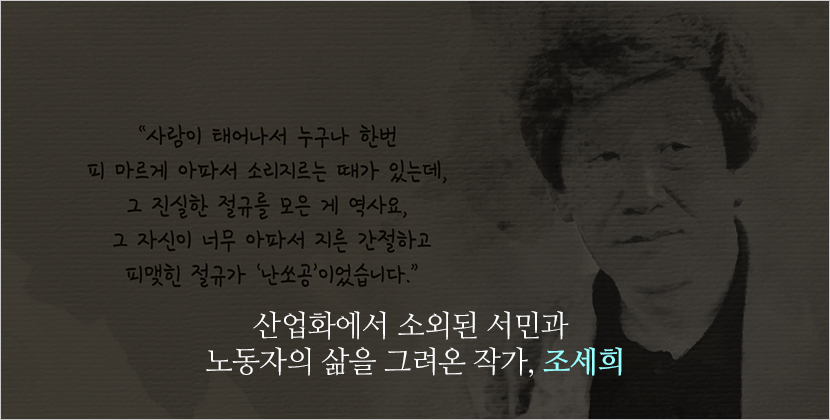 “사람이 태어나서 누구나 한번
피 마르게 아파서 소리지르는 때가 있는데,
그 진실한 절규를 모은 게 역사요,
그 자신이 너무 아파서 지른 간절하고
피맺힌 절규가 ‘난쏘공’이었습니다.”
산업화에서 소외된 서민과
노동자의 삶을 그려온 작가, 조세희